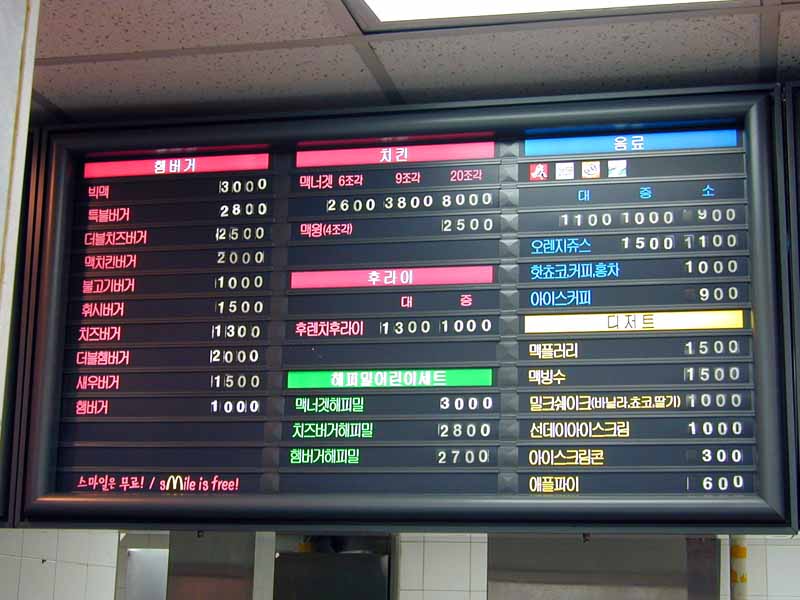 햄버거
빅맥 3000
특불버거 2800
더블치즈버거 2500
맥치킨버거 2000
불고기버거 1000
휘시버거 1500
치즈버거 1300
더블햄버거 2000
새우버거 1500
햄버거 1000
스마일은 무료! / smile is free!
치킨
맥너겟 6조각 9조각 20조각
2600 3800 8000
맥윙(4조각) 2500
후라이
대 중
후렌치후라이 1300 1000
해피밀어린이세트
맥너겟해피밀 3000
치즈버거해피밀 2800
햄버거해피밀 2700
음료
대 중 소
1100 1000 900
오렌지쥬스 1500 1100
핫쵸코,커피,홍차 1000
아이스커피 900
디저트
맥플러리 1500
맥빙수 1500
밀크쉐이크(바닐라,쵸코,딸기) 1000
선데이아이스크림 1000
아이스크림콘 300
애플파이 600